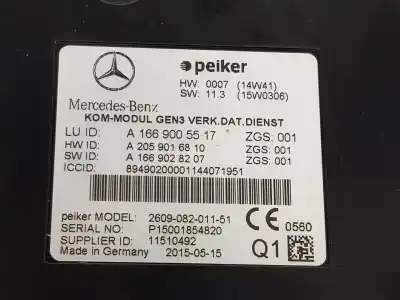 peiker
HW: 0007 (14W41)
SW: 11.3 (15W0306)
Mercedes-Benz
KOM-MODUL GEN3 VERK.DAT.DIENST
LU ID: A 166 900 55 17 ZGS: 001
HW ID: A 205 901 68 10 ZGS: 001
SW ID: A 166 902 82 07 ZGS: 001
ICCID: 89490200001144071951
peiker MODEL: 2609-082-011-51
SERIAL NO: P15001854820
SUPPLIER ID: 11510492
Made in Germany 2015-05-15
CE 0560
Q1